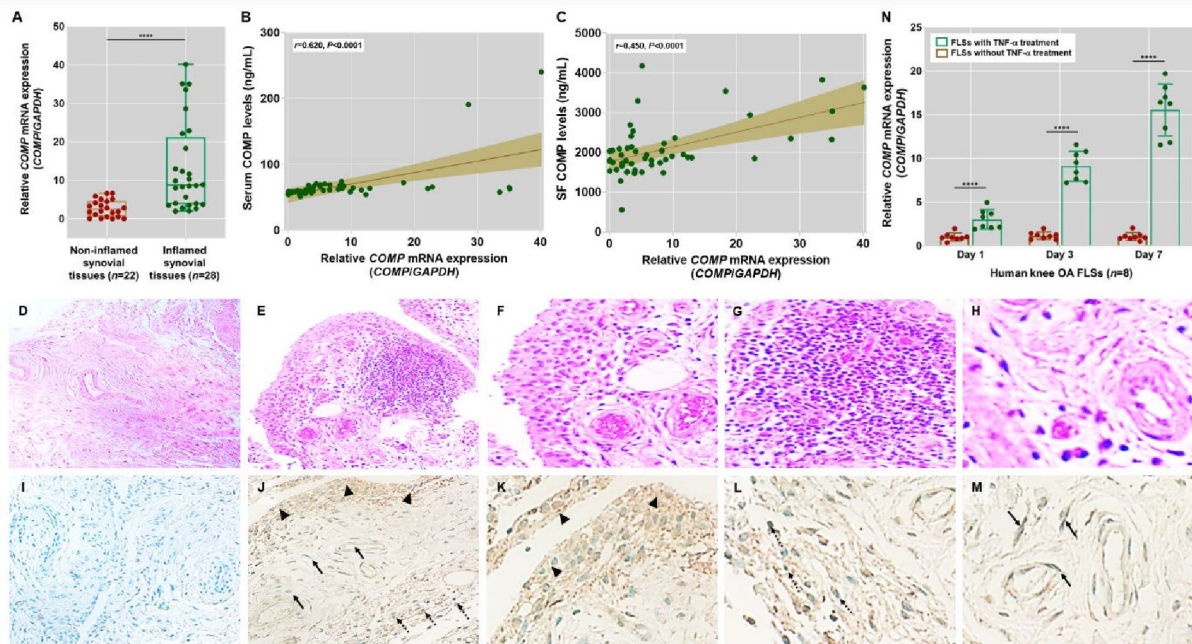 A
Relative COMP mRNA expression
(COMP/GAPDH)
50
40
30
20
10
0
****
Non-inflamed
synovial
tissues (n=22)
Inflamed
synovial
tissues (n=28)
B
r=0.620, P<0.0001
Serum COMP levels (ng/mL)
300
200
100
0
0
10
20
30
40
Relative COMP mRNA expression
(COMP/GAPDH)
C
r=0.450, P<0.0001
SF COMP levels (ng/mL)
5000
4000
3000
2000
1000
0
0
10
20
30
40
Relative COMP mRNA expression
(COMP/GAPDH)
N
Relative COMP mRNA expression
(COMP/GAPDH)
25
20
15
10
5
0
FLSs with TNF-α treatment
FLSs without TNF-α treatment
****
****
****
Day 1
Day 3
Day 7
Human knee OA FLSs (n=8)
D
E
F
G
H
I
J
K
L
M